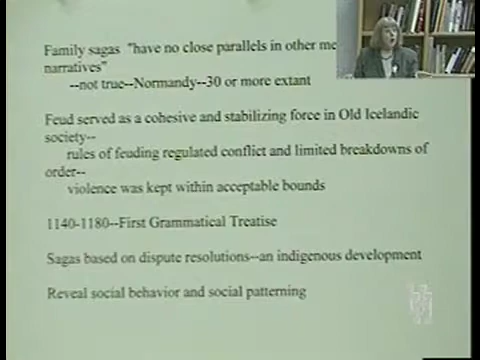 Family sagas "have no close parallels in other me
narratives"
--not true--Normandy--30 or more extant
Feud served as a cohesive and stabilizing force in Old Icelandic
society--
rules of feuding regulated conflict and limited breakdowns of
order--
violence was kept within acceptable bounds
1140-1180--First Grammatical Treatise
Sagas based on dispute resolutions--an indigenous development
Reveal social behavior and social patterning